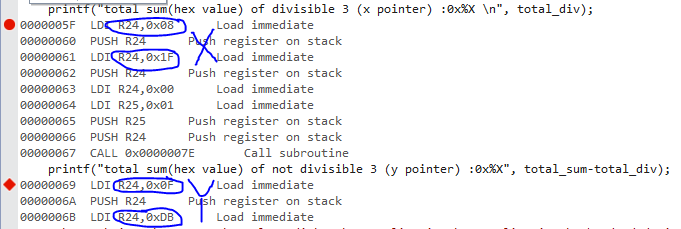 printf("total sum(hex value) of divisible 3 (x pointer) :0x%X \n", total_div);
0000005F LDI R24,0x08 Load immediate
00000060 PUSH R24 Push register on stack
00000061 LDI R24,0x1F Load immediate
00000062 PUSH R24 Push register on stack
00000063 LDI R24,0x00 Load immediate
00000064 LDI R25,0x01 Load immediate
00000065 PUSH R25 Push register on stack
00000066 PUSH R24 Push register on stack
00000067 CALL 0x0000007E Call subroutine
printf("total sum(hex value) of not divisible 3 (y pointer) :0x%X", total_sum-total_div);
00000069 LDI R24,0x0F Load immediate
0000006A PUSH R24 Push register on stack
0000006B LDI R24,0xDB Load immediate
X
Y